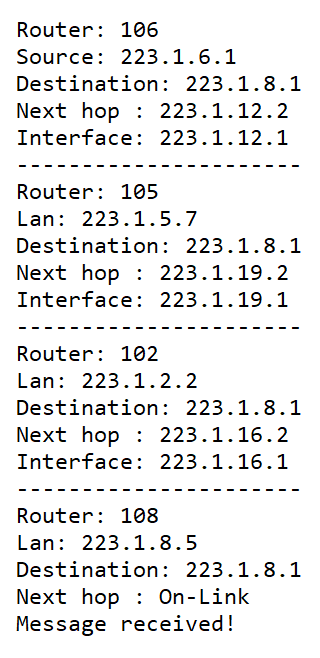 Router: 106
Source: 223.1.6.1
Destination: 223.1.8.1
Next hop : 223.1.12.2
Interface: 223.1.12.1
----------------------
Router: 105
Lan: 223.1.5.7
Destination: 223.1.8.1
Next hop : 223.1.19.2
Interface: 223.1.19.1
----------------------
Router: 102
Lan: 223.1.2.2
Destination: 223.1.8.1
Next hop : 223.1.16.2
Interface: 223.1.16.1
----------------------
Router: 108
Lan: 223.1.8.5
Destination: 223.1.8.1
Next hop : On-Link
Message received!